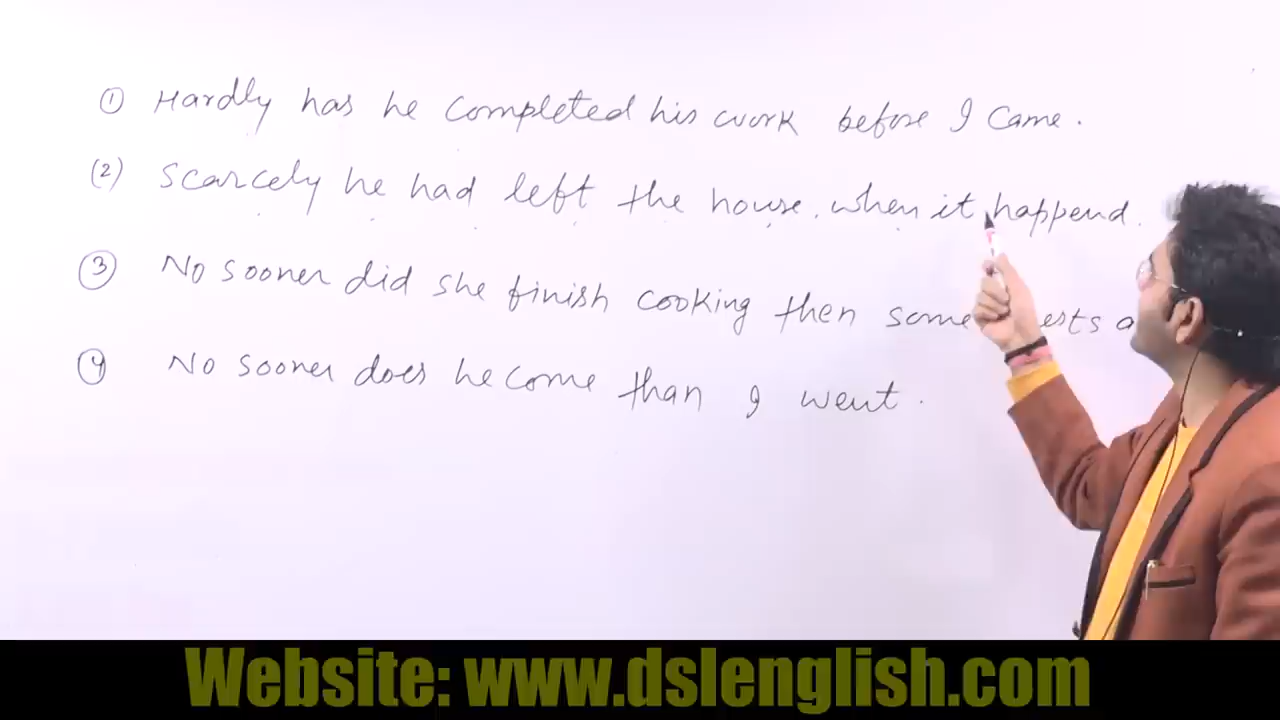 ① Hardly has he completed his work before I came.
(2) Scarcely he had left the house, when it happend.
③ No sooner did she finish cooking then some
④ No sooner does he come than I went.
Website: www.dslenglish.com